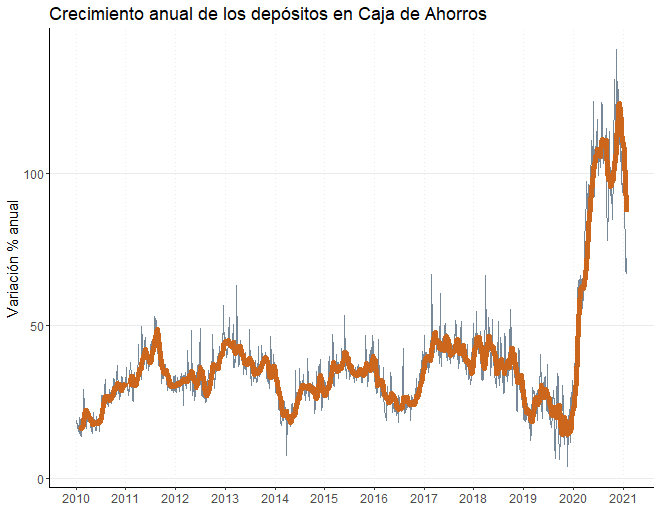 Crecimiento anual de los depósitos en Caja de Ahorros
Variación % anual
100
50
0
2010 2011 2012 2013 2014 2015 2016 2017 2018 2019 2020 2021